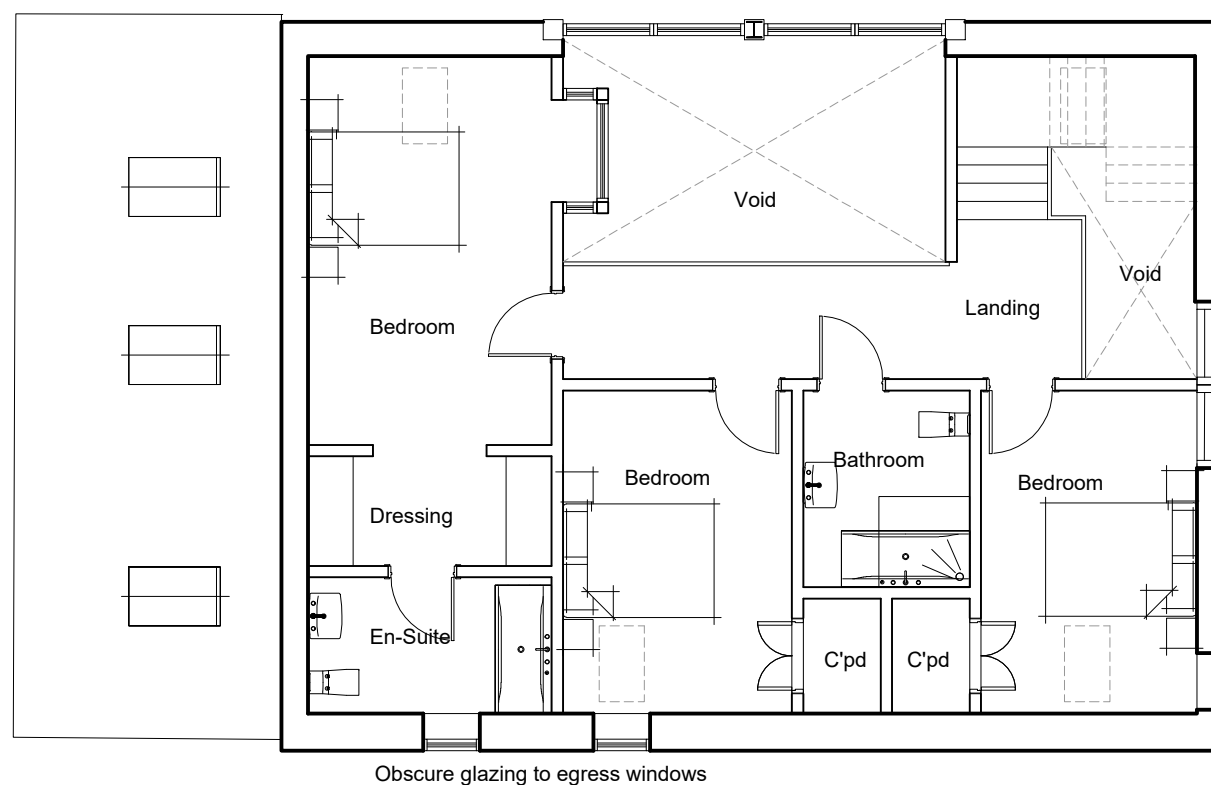 Void
Void
Landing
Bedroom
Bathroom
Bedroom
Bedroom
Dressing
En-Suite
C'pd
C'pd
Obscure glazing to egress windows